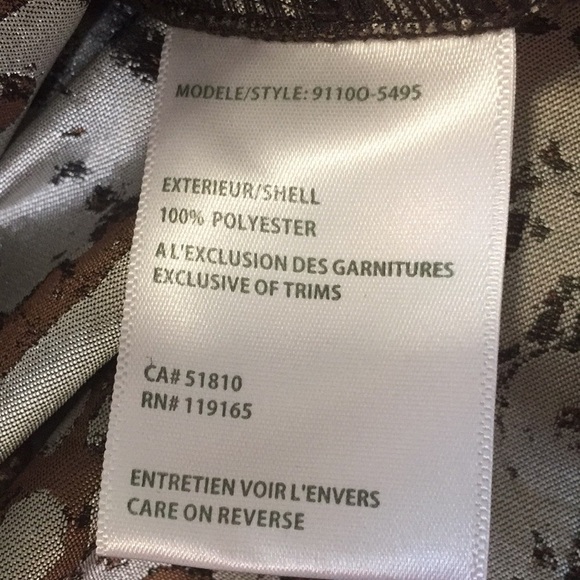 MODELE/STYLE: 9110O-5495
EXTERIEUR/SHELL
100% POLYESTER
A L'EXCLUSION DES GARNITURES
EXCLUSIVE OF TRIMS
CA# 51810
RN# 119165
ENTRETIEN VOIR L'ENVERS
CARE ON REVERSE